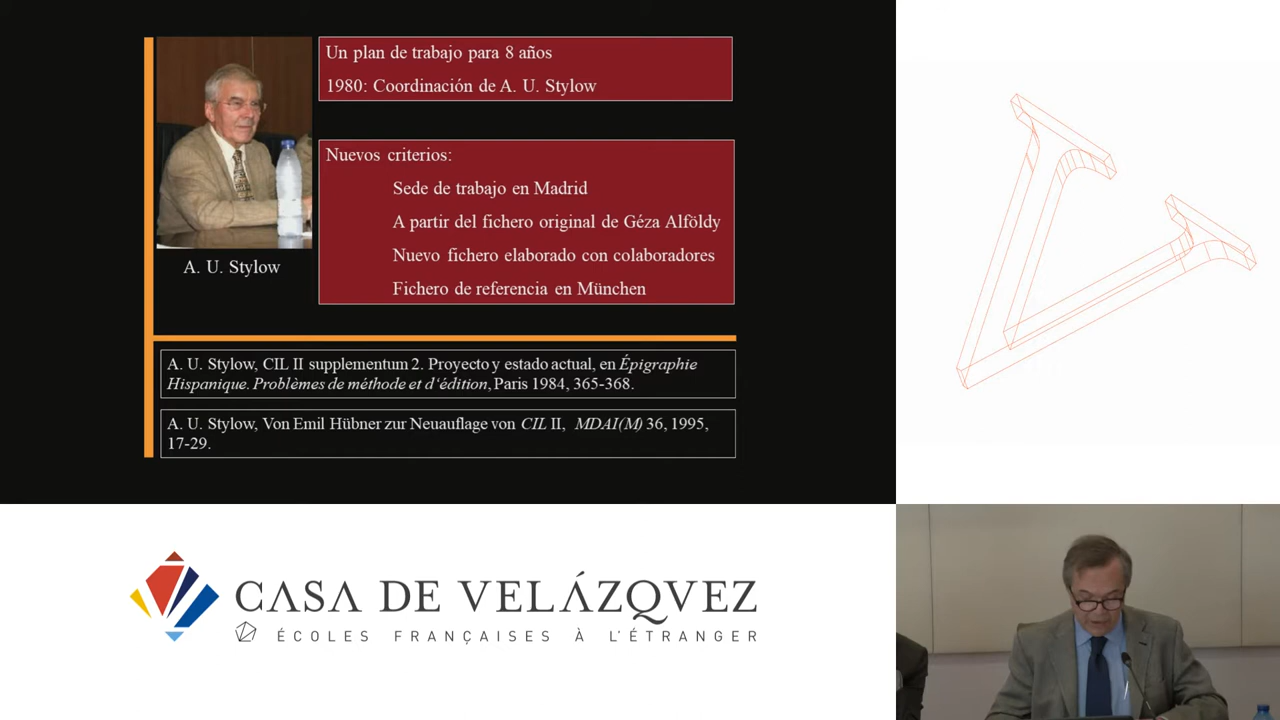 Un plan de trabajo para 8 años
1980: Coordinación de A. U. Stylow
Nuevos criterios:
Sede de trabajo en Madrid
A partir del fichero original de Géza Alföldy
Nuevo fichero elaborado con colaboradores
Fichero de referencia en München
A. U. Stylow
A. U. Stylow, CIL II supplementum 2. Proyecto y estado actual, en Épigraphie
Hispanique. Problèmes de méthode et d‘édition, Paris 1984, 365-368.
A. U. Stylow, Von Emil Hübner zur Neuauflage von CIL II, MDAI(M) 36, 1995,
17-29.
CASA DE VELÁZQVEZ
ÉCOLES FRANÇAISES À L'ÉTRANGER